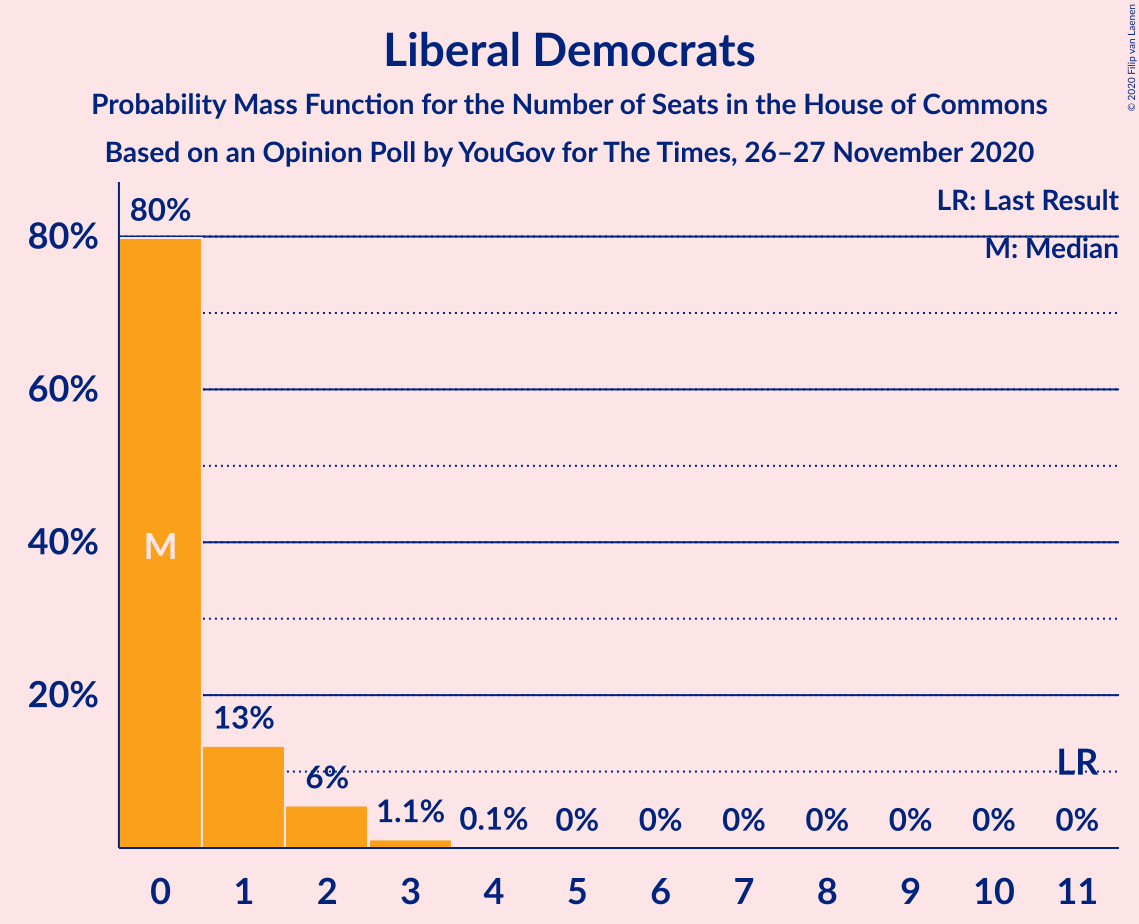 © 2020 Filip van Laenen
Liberal Democrats
Probability Mass Function for the Number of Seats in the House of Commons
Based on an Opinion Poll by YouGov for The Times, 26–27 November 2020
LR: Last Result
M: Median
80%
80%
60%
40%
20%
M
13%
6%
1.1%
0.1%
0%
0%
0%
0%
0%
0%
0%
LR
0 1 2 3 4 5 6 7 8 9 10 11